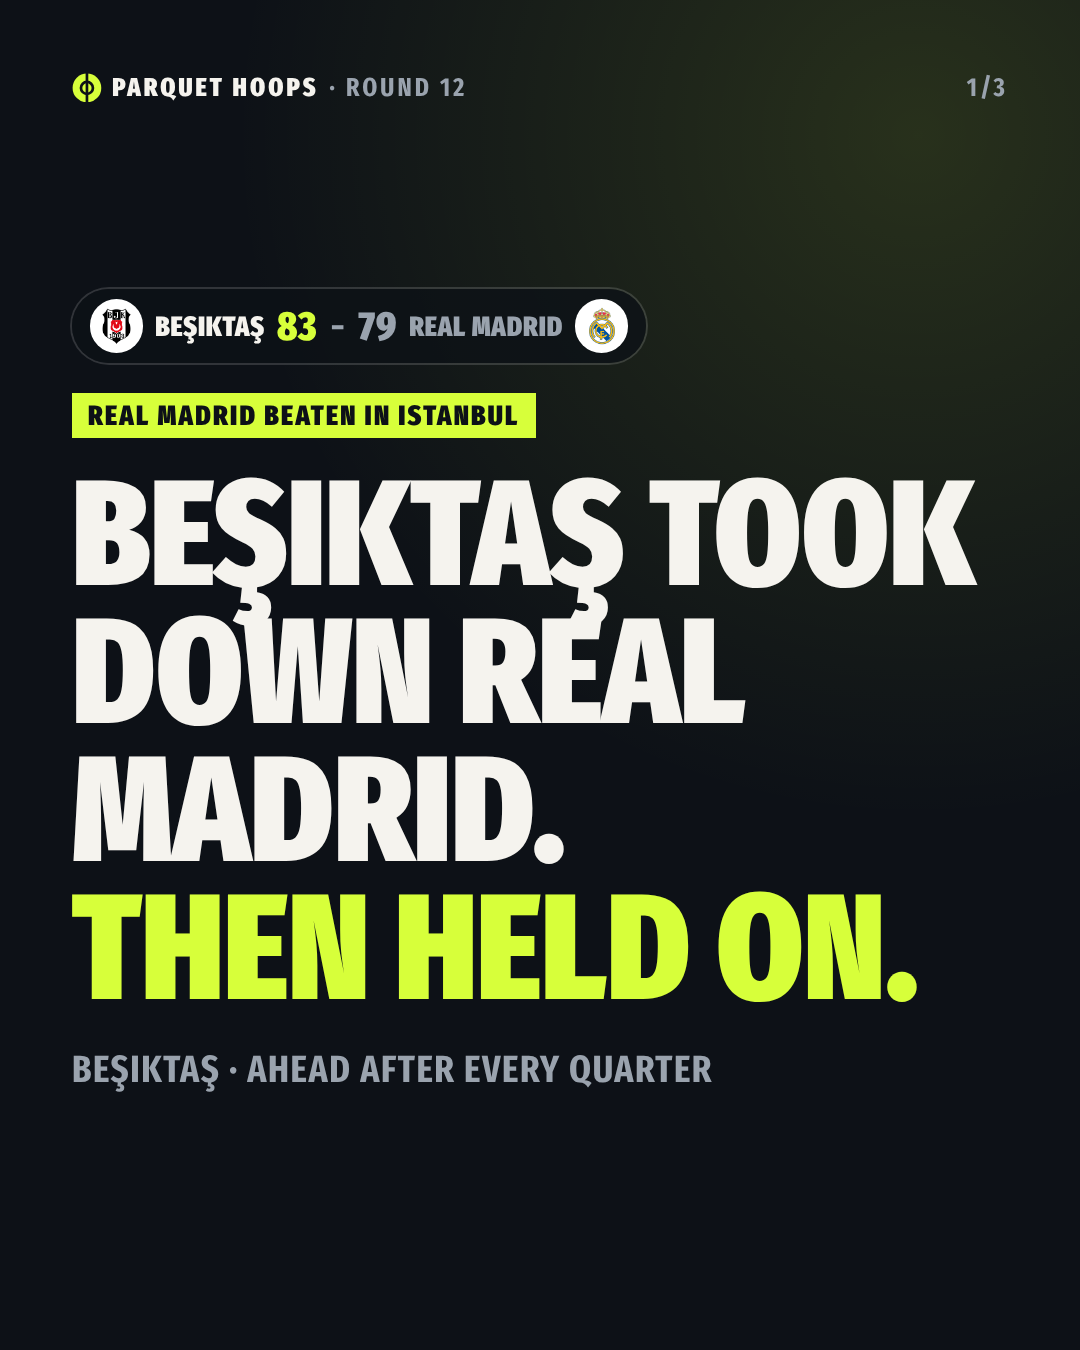 PARQUET HOOPS · ROUND 12
1/3
BEŞIKTAŞ 83 – 79 REAL MADRID
REAL MADRID BEATEN IN ISTANBUL
BEŞIKTAŞ TOOK
DOWN REAL
MADRID.
THEN HELD ON.
BEŞIKTAŞ · AHEAD AFTER EVERY QUARTER